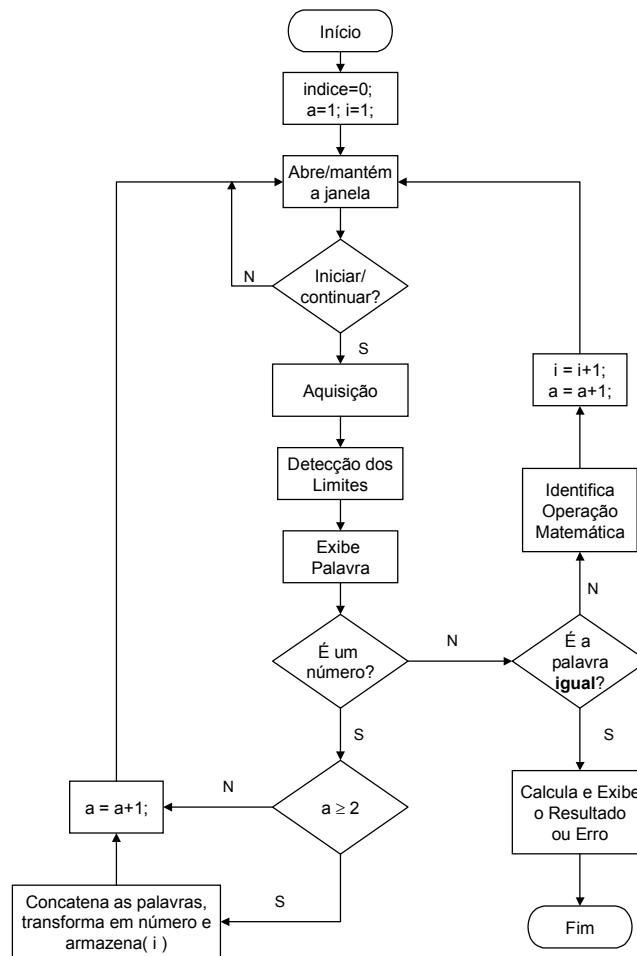 Início
indice=0;
a=1; i=1;
Abre/mantém
a janela
N
Iniciar/
continuar?
S
Aquisição
i = i+1;
a = a+1;
Detecção dos
Limites
Identifica
Operação
Matemática
Exibe
Palavra
N
É um
número?
N
É a
palavra
igual?
S
S
a = a+1;
N
a ≥ 2
Calcula e Exibe
o Resultado
ou Erro
S
Concatena as palavras,
transforma em número e
armazena( i )
Fim